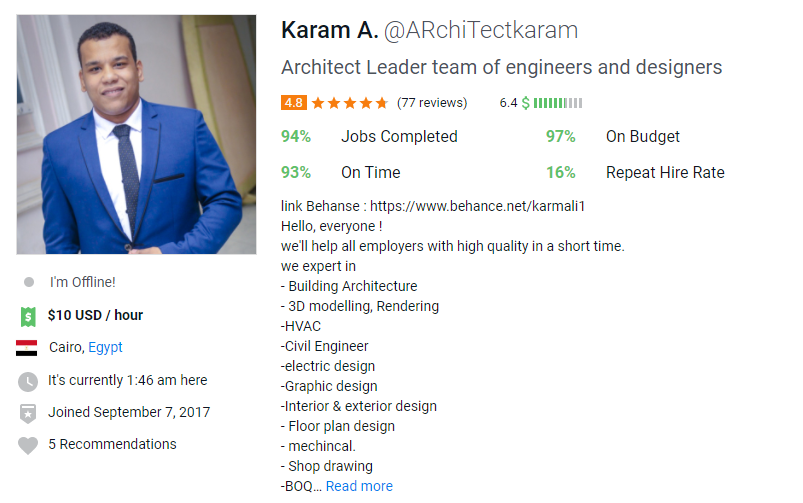 Karam A. @ARchiTectkaram
Architect Leader team of engineers and designers
4.8 (77 reviews) 6.4 $
94% Jobs Completed 97% On Budget
93% On Time 16% Repeat Hire Rate
link Behanse : https://www.behance.net/karmali1
Hello, everyone !
we'll help all employers with high quality in a short time.
we expert in
- Building Architecture
- 3D modelling, Rendering
-HVAC
-Civil Engineer
-electric design
-Graphic design
-Interior & exterior design
- Floor plan design
- mechincal.
- Shop drawing
-BOQ... Read more
I'm Offline!
$ $10 USD / hour
Cairo, Egypt
It's currently 1:46 am here
Joined September 7, 2017
5 Recommendations